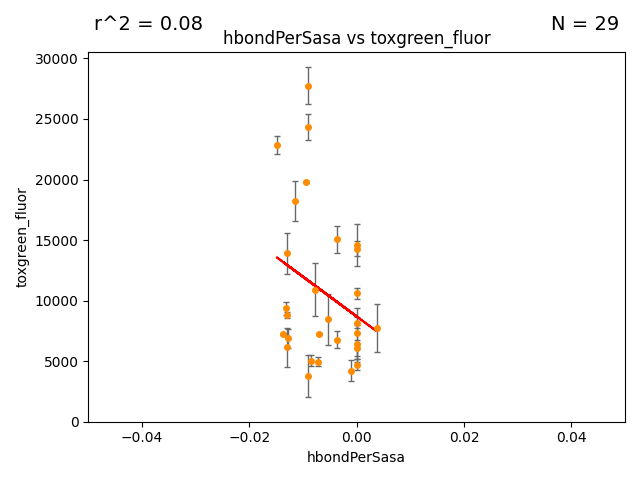 r^2 = 0.08
N = 29
hbondPerSasa vs toxgreen_fluor
toxgreen_fluor
30000
25000
20000
15000
10000
5000
0
−0.04
−0.02
0.00
0.02
0.04
hbondPerSasa